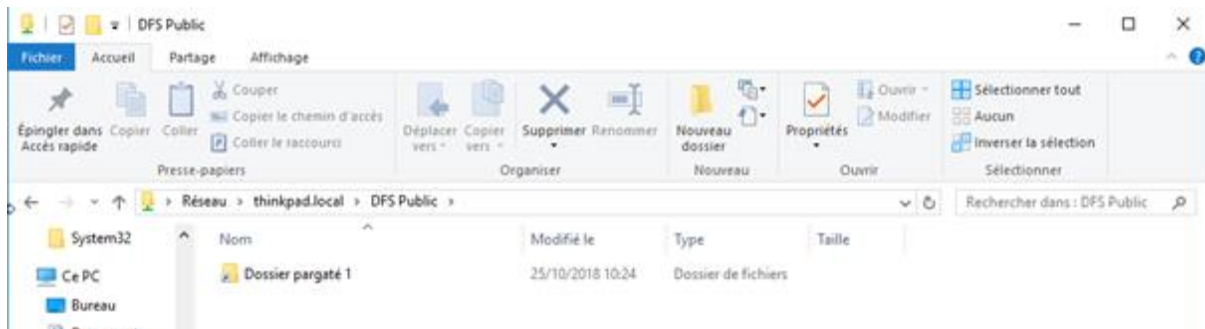 DFS Public
Fichier Accueil Partage Affichage
Épingler dans Accès rapide
Copier
Coller
Couper
Copier le chemin d'accès
Coller le raccourci
Presse-papiers
Déplacer vers
Copier vers
Supprimer
Renommer
Organiser
Nouveau dossier
Nouveau
Propriétés
Ouvrir
Modifier
Ouvrir
Sélectionner tout
Aucun
Inverser la sélection
Sélectionner
Réseau > thinkpad.local > DFS Public >
Rechercher dans : DFS Public
System32
Nom Modifié le Type Taille
Ce PC
Dossier pargaté 1 25/10/2018 10:24 Dossier de fichiers
Bureau